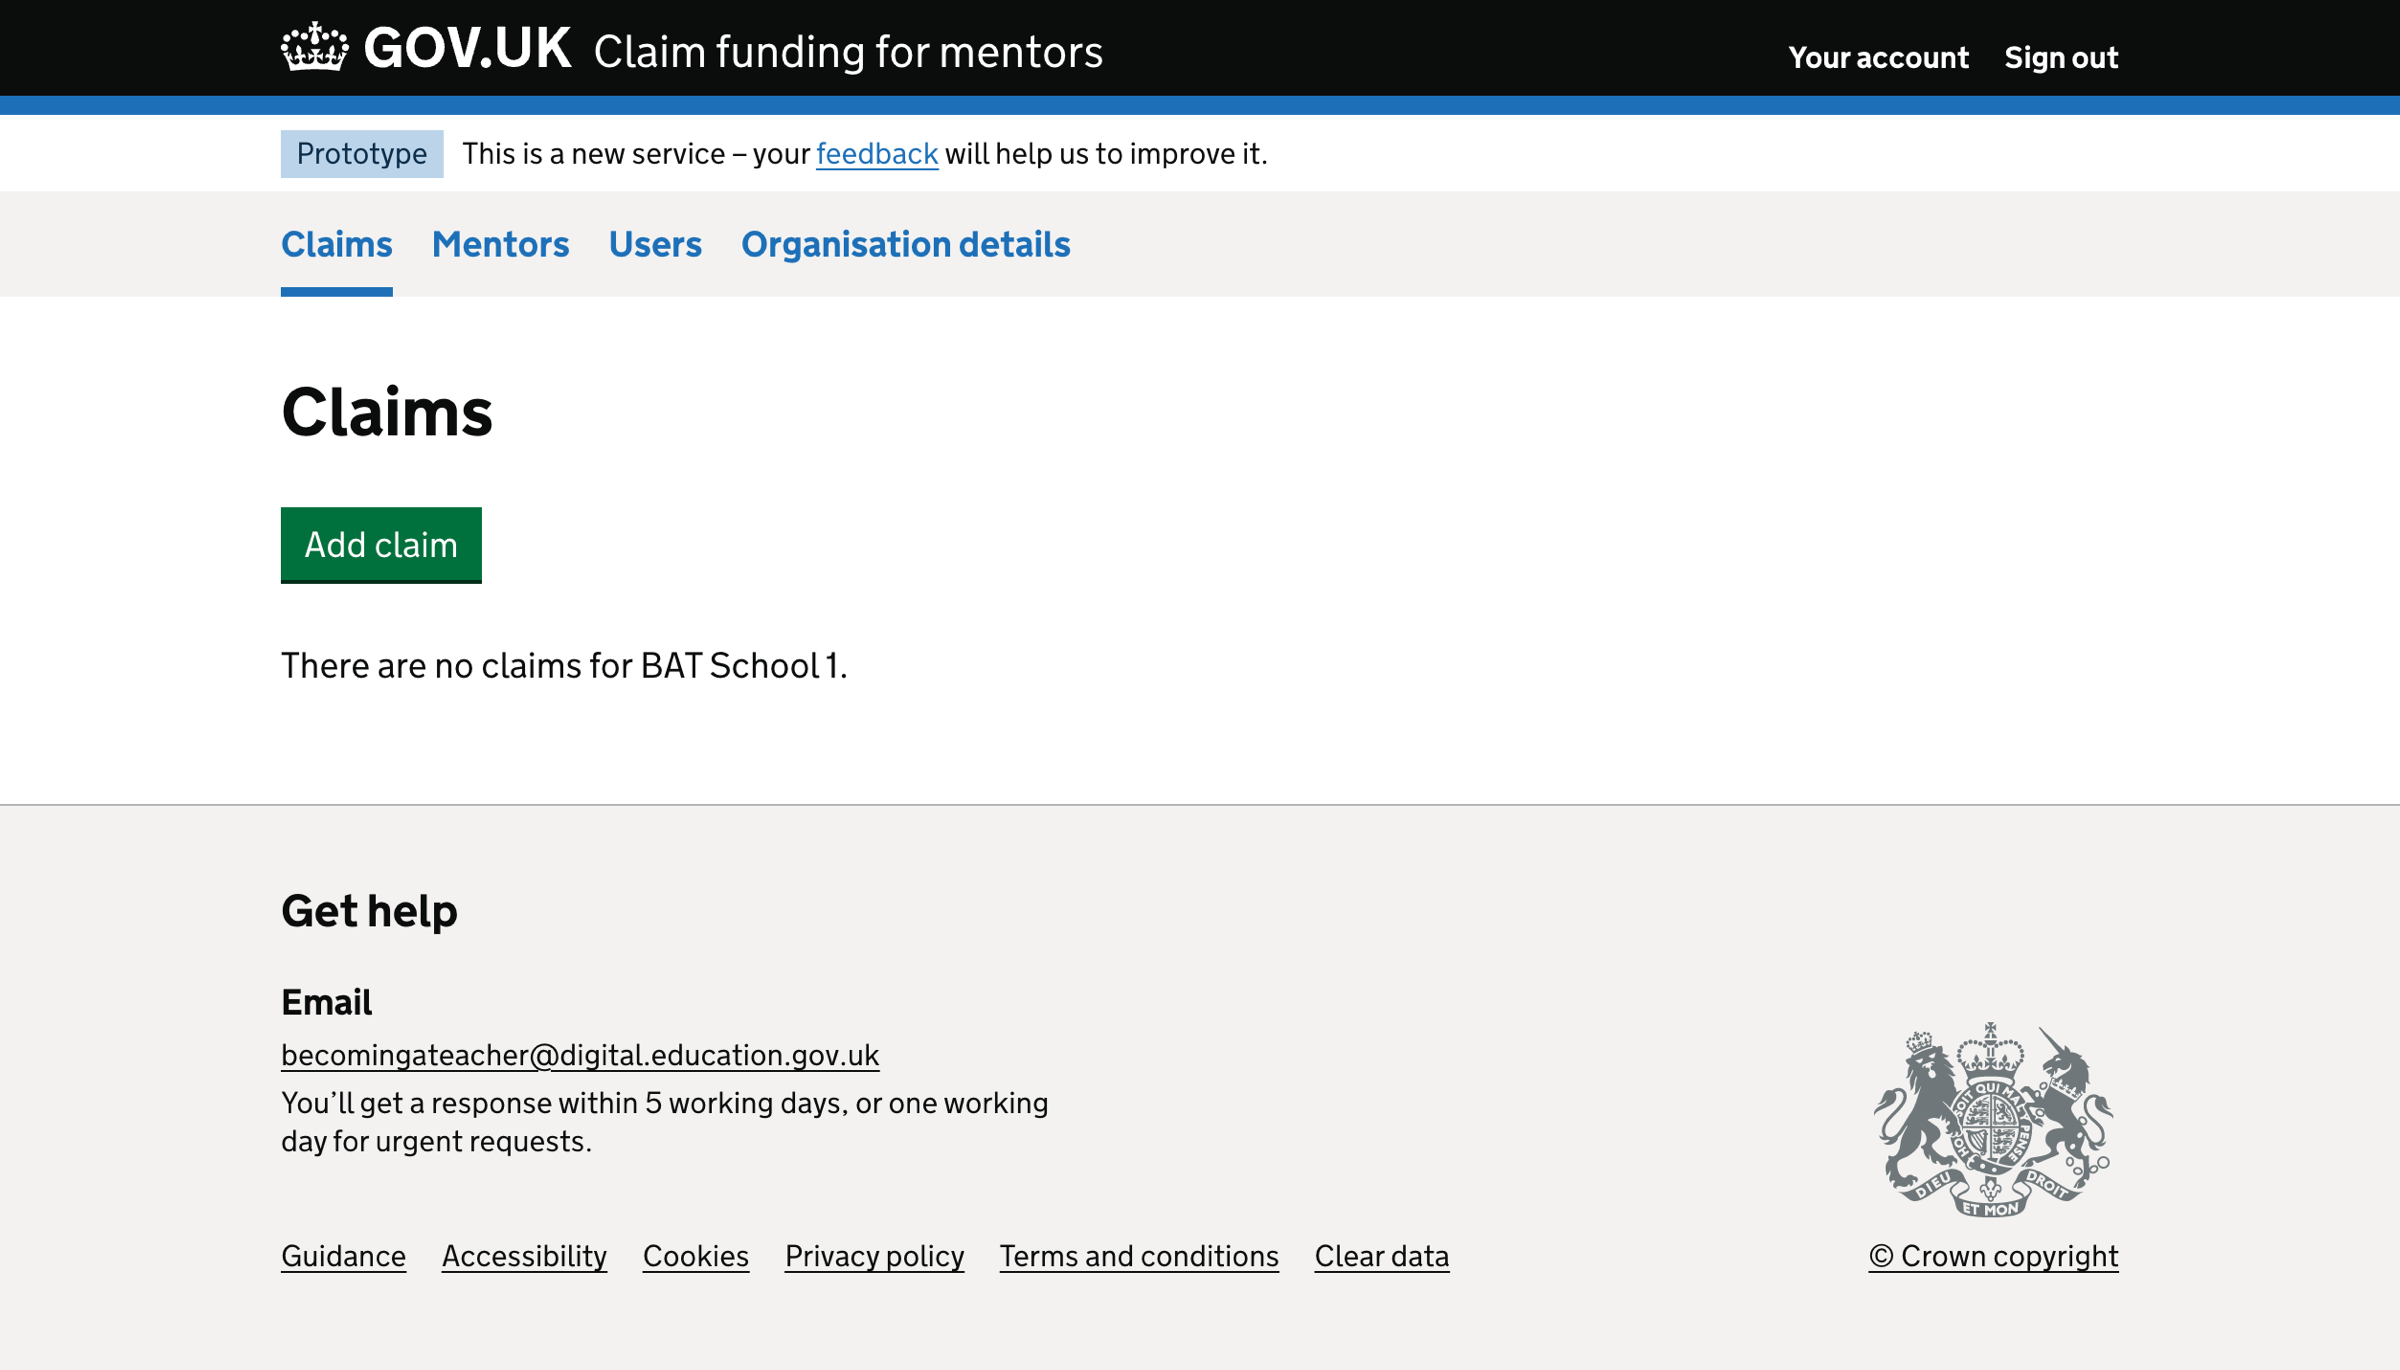 GOV.UK Claim funding for mentors Your account Sign out
Prototype This is a new service – your feedback will help us to improve it.
Claims Mentors Users Organisation details
Claims
Add claim
There are no claims for BAT School 1.
Get help
Email
becomingateacher@digital.education.gov.uk
You’ll get a response within 5 working days, or one working
day for urgent requests.
SOIT QUI MAL
HON
PENSE
DIEU ET MON DROIT
Guidance Accessibility Cookies Privacy policy Terms and conditions Clear data © Crown copyright